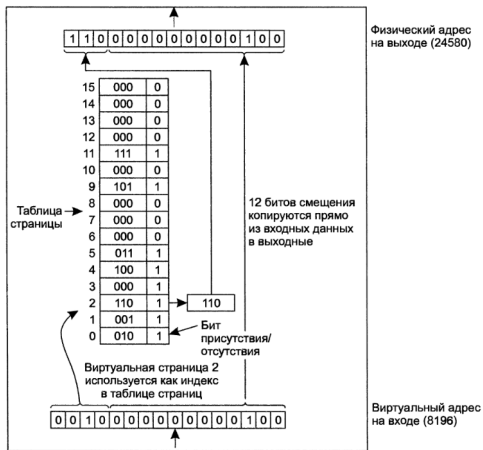 1 1 0 0 0 0 0 0 0 0 0 0 1 0 0
Физический адрес
на выходе (24580)
15 000 0
14 000 0
13 000 0
12 000 0
11 111 1
10 000 0
9 101 1
8 000 0
7 000 0
6 000 0
5 011 1
4 100 1
3 000 1
2 110 1
1 001 1
0 010 1
Таблица
страницы
110
12 битов смещения
копируются прямо
из входных данных
в выходные
Бит
присутствия/
отсутствия
Виртуальная страница 2
используется как индекс
в таблице страниц
0 0 1 0 0 0 0 0 0 0 0 0 0 1 0 0
Виртуальный адрес
на входе (8196)